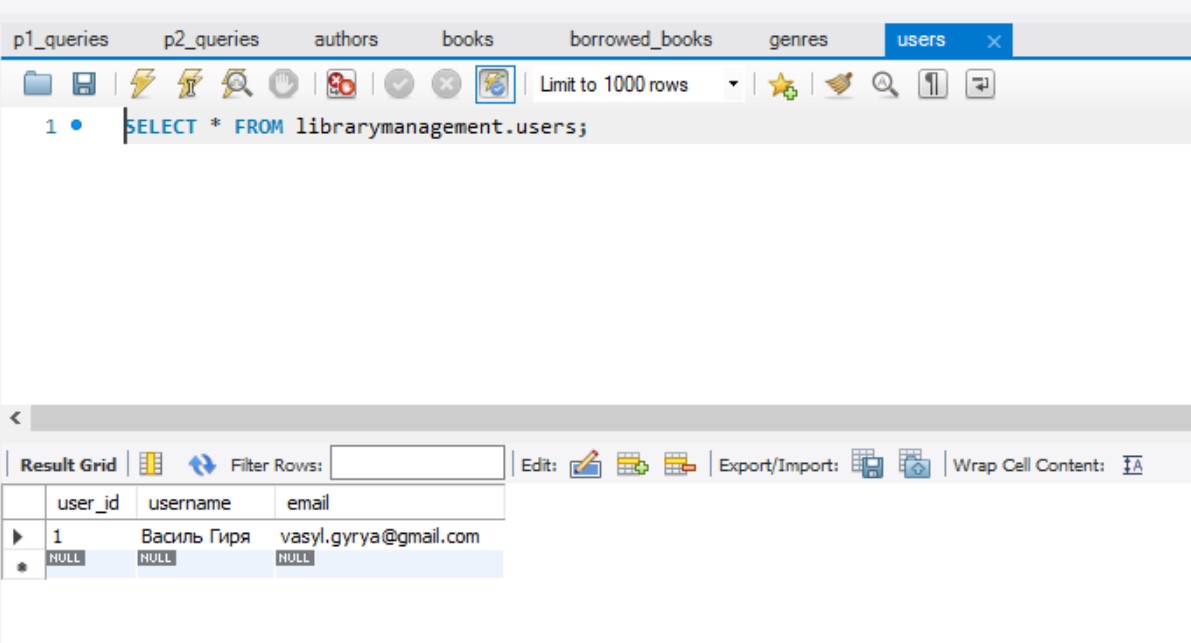 p1_queries p2_queries authors books borrowed_books genres users
Limit to 1000 rows
1 SELECT * FROM librarymanagement.users;
Result Grid Filter Rows: Edit: Export/Import: Wrap Cell Content:
user_id username email
1 Василь Гиря vasyl.gyrya@gmail.com
NULL NULL NULL